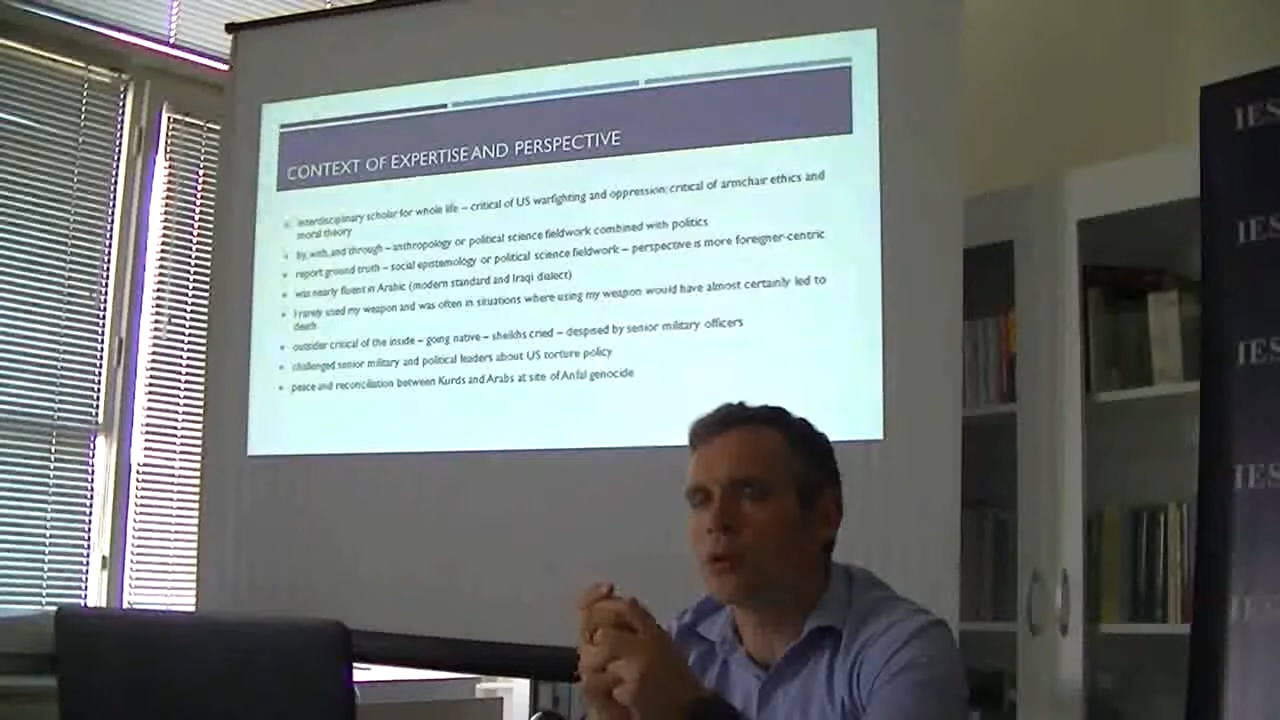 CONTEXT OF EXPERTISE AND PERSPECTIVE
interdisciplinary scholar for whole life – critical of US warfighting and oppression; critical of armchair ethics and
moral theory
by, with, and through – anthropology or political science fieldwork combined with politics
report ground truth – social epistemology or political science fieldwork – perspective is more foreigner-centric
was nearly fluent in Arabic (modern standard and Iraqi dialect)
I rarely used my weapon and was often in situations where using my weapon would have almost certainly led to
death
outsider critical of the inside – going native – sheikhs cried – despised by senior military officers
challenged senior military and political leaders about US torture policy
peace and reconciliation between Kurds and Arabs at site of Anfal genocide
IES
IES
IES
IES
IES